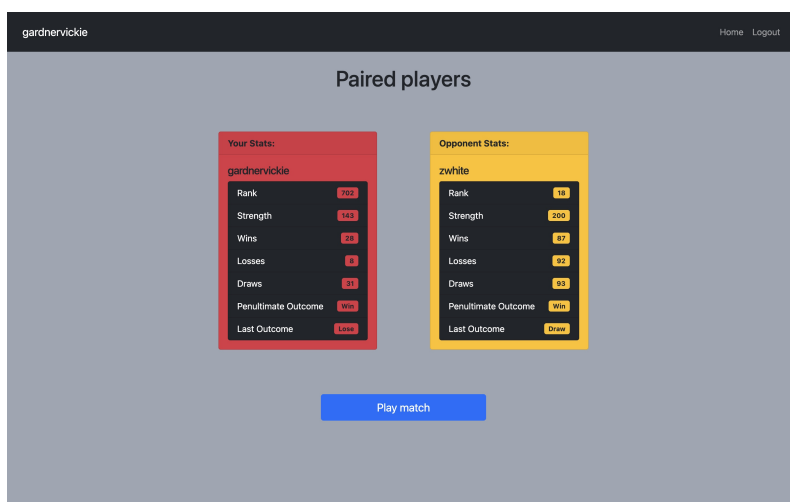 gardnervickie
Home Logout
Paired players
Your Stats:
gardnervickie
Rank 702
Strength 143
Wins 28
Losses 8
Draws 31
Penultimate Outcome Win
Last Outcome Lose
Opponent Stats:
zwhite
Rank 18
Strength 200
Wins 87
Losses 92
Draws 93
Penultimate Outcome Win
Last Outcome Draw
Play match